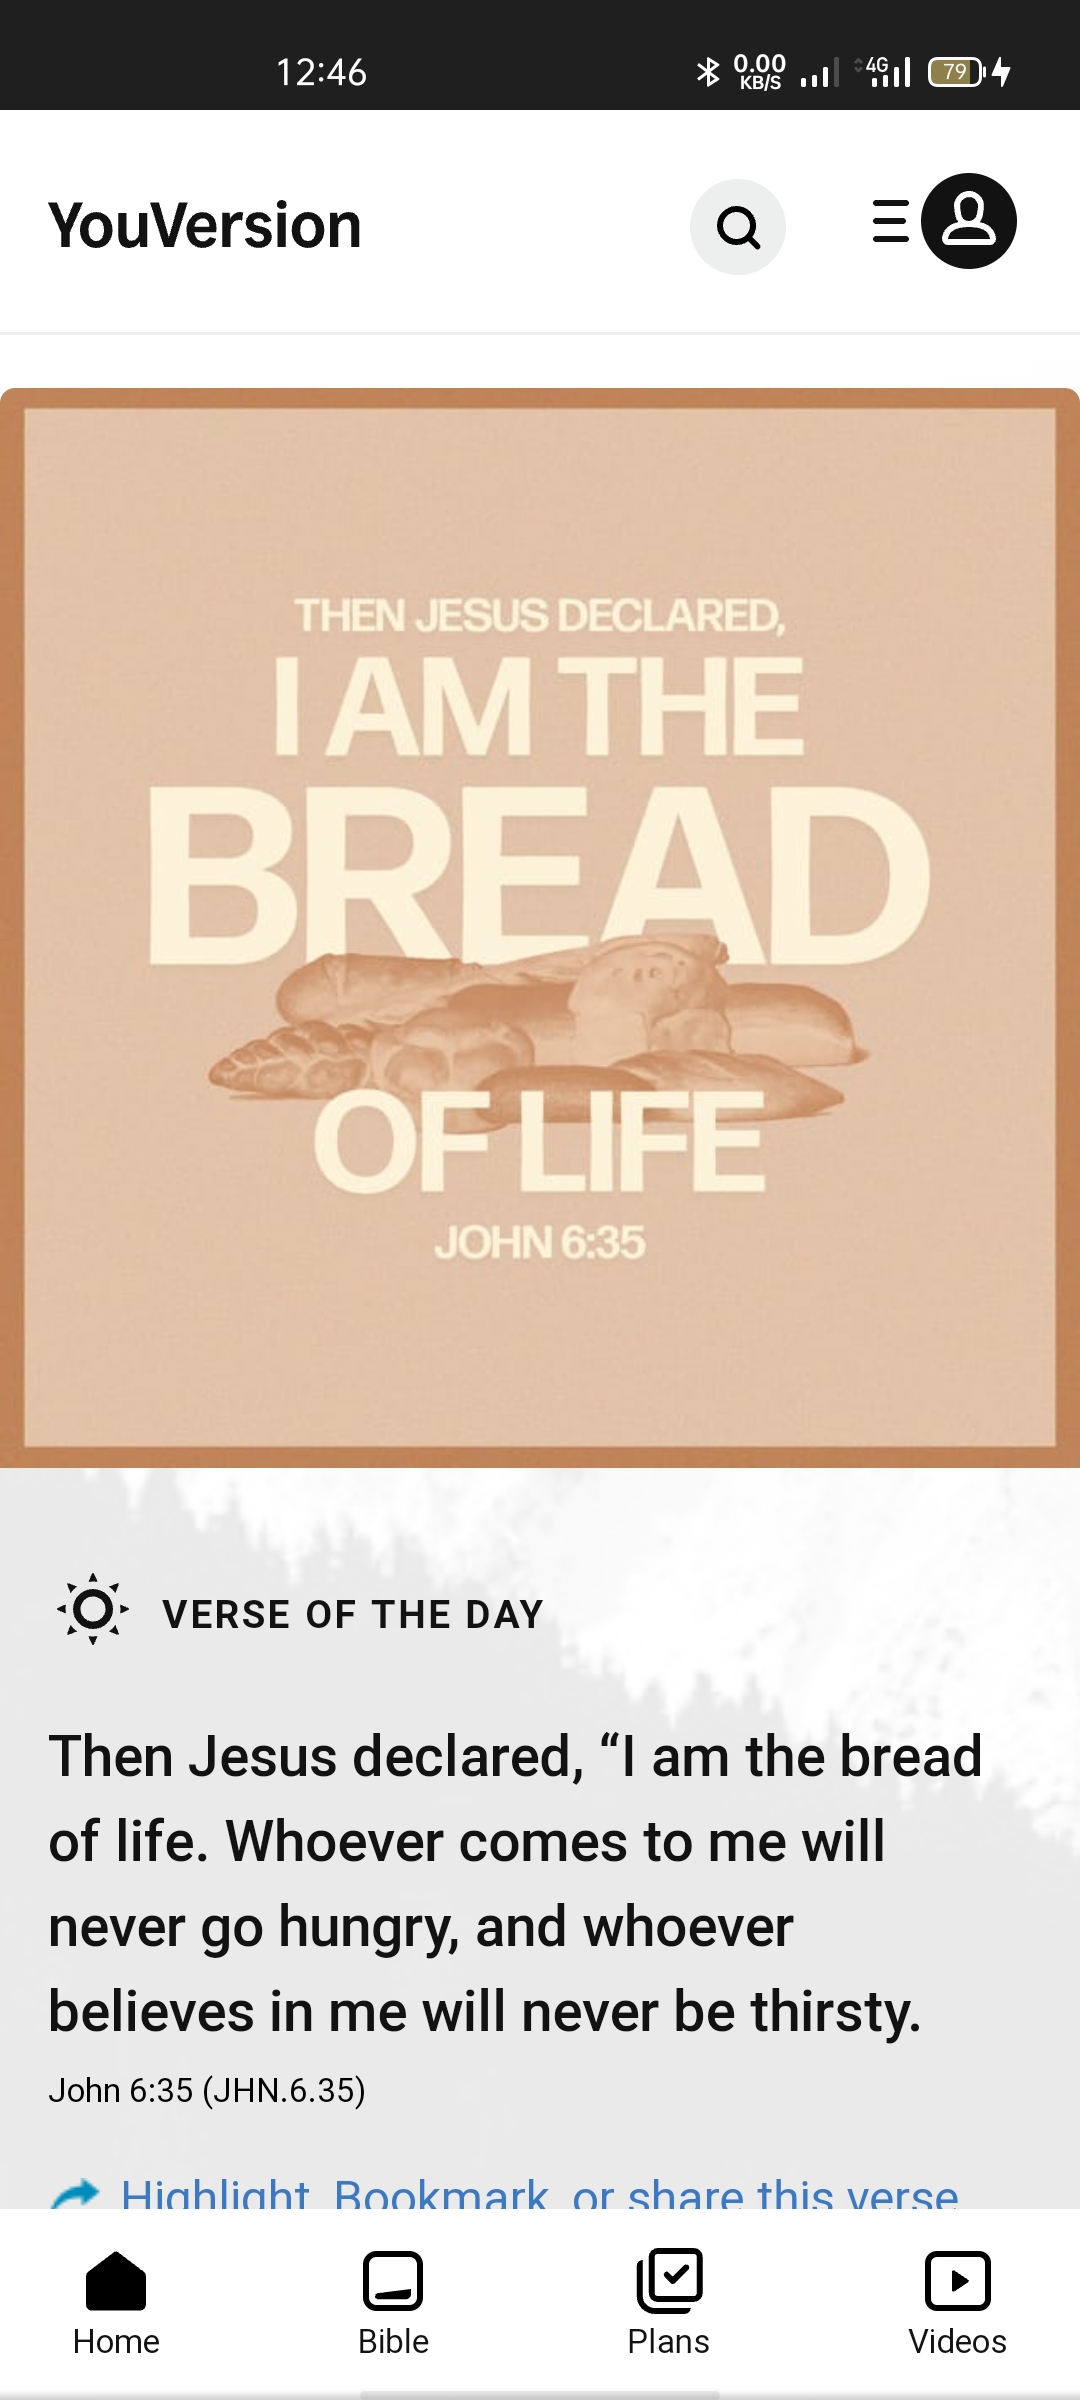 12:46
0.00
KB/S
4G
79
YouVersion
THEN JESUS DECLARED,
I AM THE
BREAD
OF LIFE
JOHN 6:35
VERSE OF THE DAY
Then Jesus declared, “I am the bread
of life. Whoever comes to me will
never go hungry, and whoever
believes in me will never be thirsty.
John 6:35 (JHN.6.35)
Highlight, Bookmark, or share this verse
Home
Bible
Plans
Videos